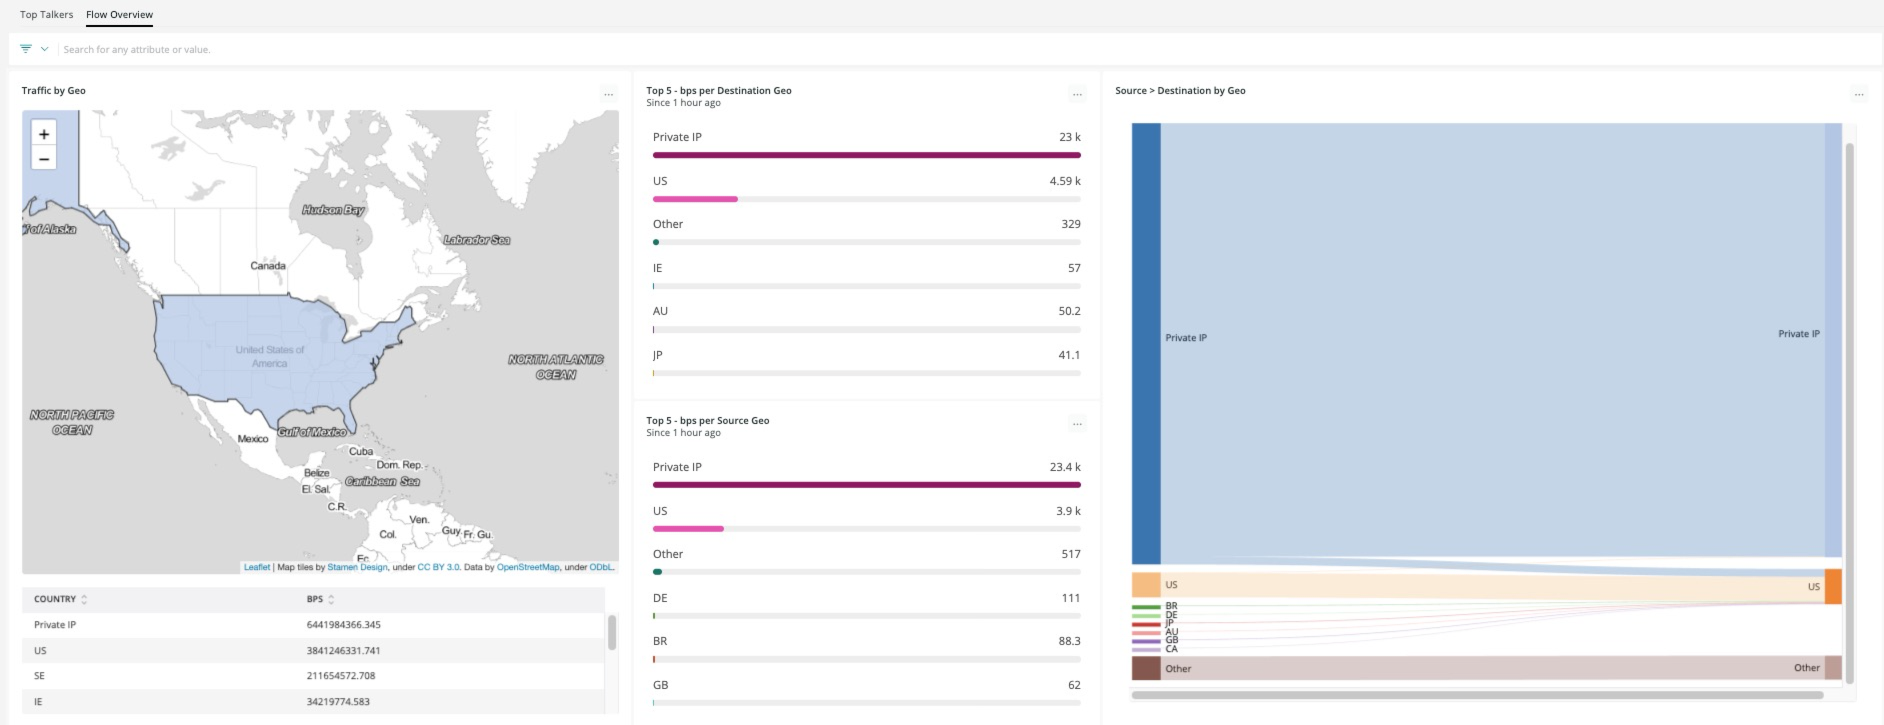 Top Talkers
Flow Overview
Search for any attribute or value.
Traffic by Geo
...
+
−
Hudson Bay
f of Alaska
Labrador Sea
Canada
United States of
America
NORTH ATLANTIC
OCEAN
NORTH PACIFIC
OCEAN
Gulf of Mexico
Mexico
Cuba
Dom. Rep.
Belize
Caribbean Sea
El. Sal.
C.R.
Ven.
Guy.
Fr. Gu.
Col.
Ec.
Leaflet | Map tiles by Stamen Design, under CC BY 3.0. Data by OpenStreetMap, under ODbL.
COUNTRY BPS
Private IP 6441984366.345
US 3841246331.741
SE 211654572.708
IE 34219774.583
Top 5 - bps per Destination Geo
...
Since 1 hour ago
Private IP 23 k
US 4.59 k
Other 329
IE 57
AU 50.2
JP 41.1
Top 5 - bps per Source Geo
...
Since 1 hour ago
Private IP 23.4 k
US 3.9 k
Other 517
DE 111
BR 88.3
GB 62
Source > Destination by Geo
...
Private IP
Private IP
US
US
BR
DE
JP
AU
GB
CA
Other
Other